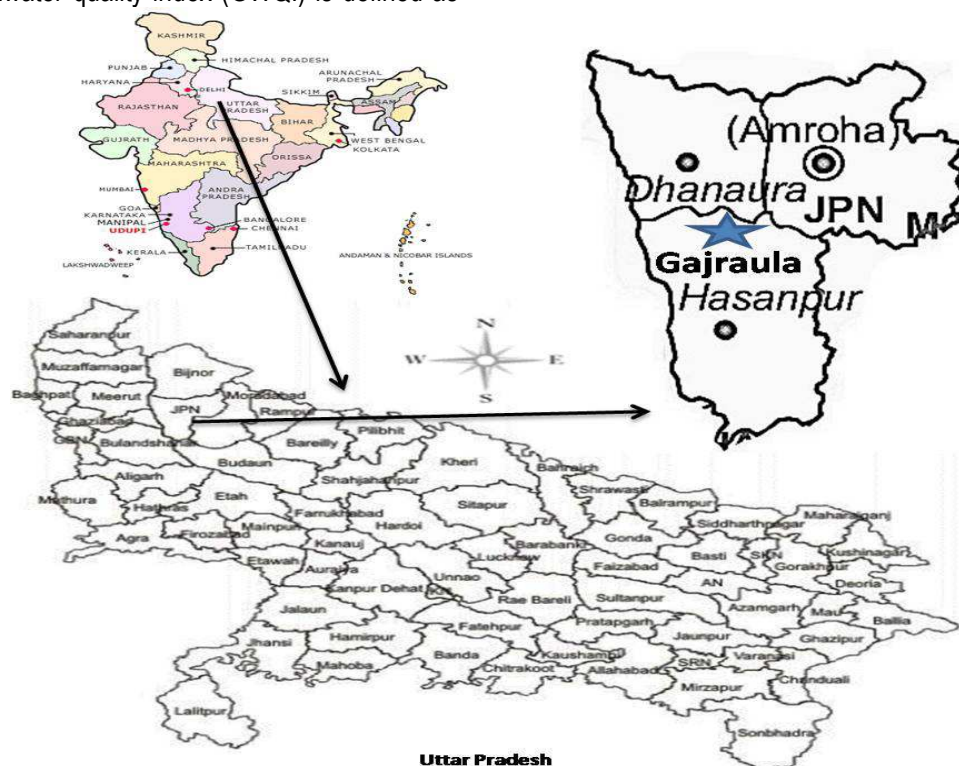 water quality index (GWQI) is defined as
KASHMIR
HIMACHAL PRADESH
PUNJAB
HARYANA
DELHI
ARUNACHAL
PRADESH
SIKKIM
ASSAM
RAJASTHAN
UTTAR
PRADESH
BIHAR
GUJRATH
MADHYA PRADESH
WEST BENGAL
KOLKATA
ORISSA
MAHARASHTRA
MUMBAI
ANDRA
PRADESH
GOA
KARNATAKA
MANIPAL
UDUPI
BANGALORE
CHENNAI
KERALA
TAMILNADU
LAKSHWADWEEP
ANDAMAN & NICOBAR ISLANDS
(Amroha)
Dhanaura
JPN
M
Gajraula
Hasanpur
N
W E
S
Saharanpur
Muzaffarnagar
Bijnor
Baghpat
Meerut
JPN
Moradabad
Rampur
Ghaziabad
GBN
Bulandshahar
Bareilly
Pilibhit
Budaun
Kheri
Bahraich
Shahjahanpur
Aligarh
Shrawasti
Balrampur
Mathura
Hathras
Etah
Sitapur
Siddharthnagar
Maharajganj
Farrukhabad
Hardoi
Agra
Firozabad
Mainpuri
Kanauj
Barabanki
Gonda
Basti
SKN
Kushinagar
Gorakhpur
Etawah
Auraiya
Lucknow
Faizabad
AN
Deoria
Kanpur Dehat
Unnao
Rae Bareli
Sultanpur
Azamgarh
Mau
Ballia
Jalaun
Fatehpur
Pratapgarh
Jaunpur
Ghazipur
Jhansi
Hamirpur
Banda
Kaushampi
Varanasi
Mahoba
Chitrakoot
Allahabad
SRN
Chanduali
Mirzapur
Lalitpur
Sonbhadra
Uttar Pradesh